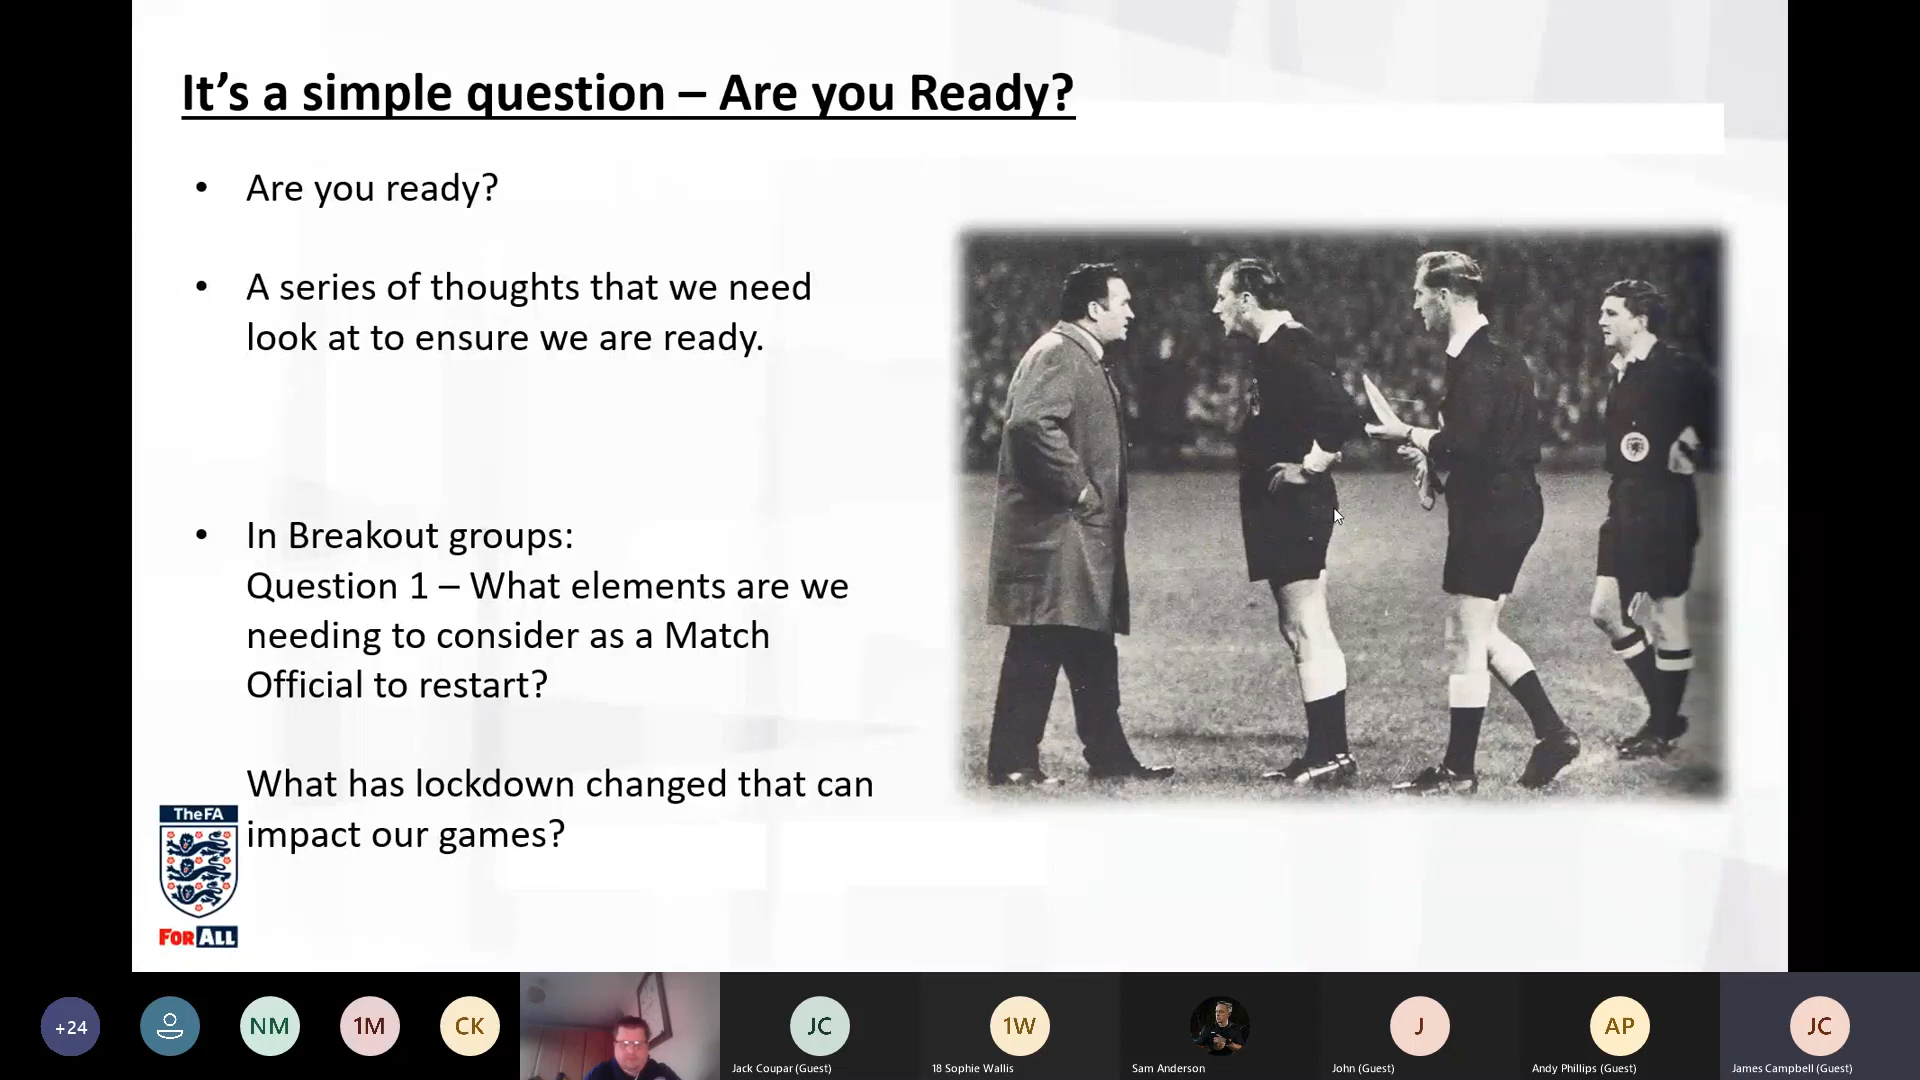 It’s a simple question – Are you Ready?
• Are you ready?
• A series of thoughts that we need
look at to ensure we are ready.
• In Breakout groups:
Question 1 – What elements are we
needing to consider as a Match
Official to restart?
What has lockdown changed that can
impact our games?
The FA
FOR ALL
+24
NM
1M
CK
JC
Jack Coupar (Guest)
1W
18 Sophie Wallis
Sam Anderson
J
John (Guest)
AP
Andy Phillips (Guest)
JC
James Campbell (Guest)